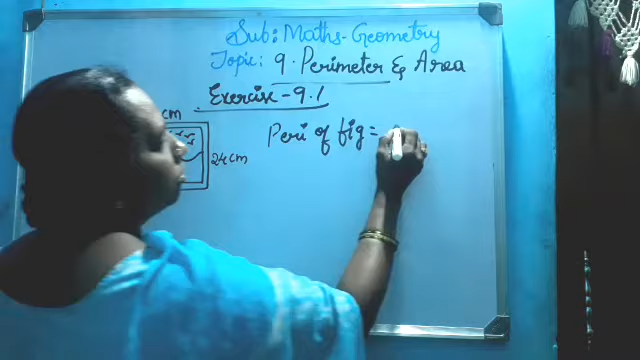 Sub: Maths-Geometry
Topic: 9. Perimeter & Area
Exercise - 9.1
cm
24cm
Peri of fig =